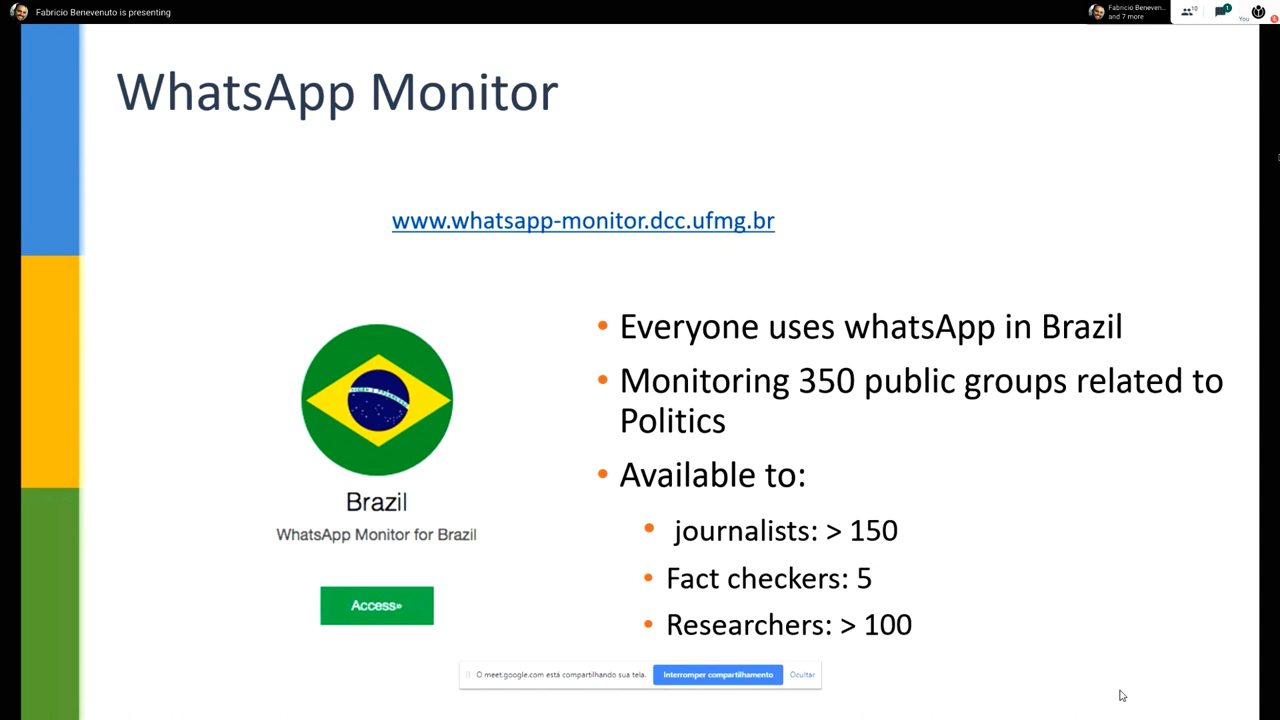 Fabricio Benevenuto is presenting
Fabricio Beneven...
and 7 more
10
1
You
WhatsApp Monitor
www.whatsapp-monitor.dcc.ufmg.br
• Everyone uses whatsApp in Brazil
• Monitoring 350 public groups related to
Politics
• Available to:
• journalists: > 150
• Fact checkers: 5
• Researchers: > 100
Brazil
WhatsApp Monitor for Brazil
Access»
O meet.google.com está compartilhando sua tela.
Interromper compartilhamento
Ocultar